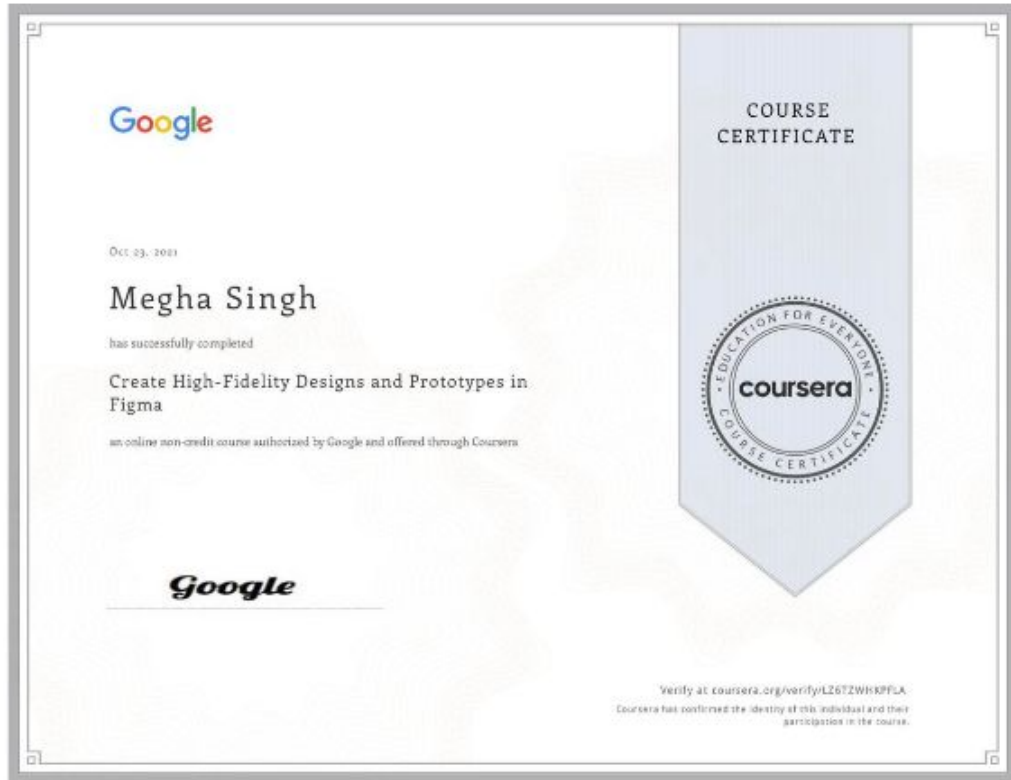 Google
COURSE
CERTIFICATE
Oct 23, 2021
Megha Singh
has successfully completed
Create High-Fidelity Designs and Prototypes in
Figma
an online non-credit course authorized by Google and offered through Coursera
EDUCATION FOR EVERYONE
coursera
COURSE CERTIFICATE
Google
Verify at coursera.org/verify/LZ6TZWHKPFLA
Coursera has confirmed the identity of this individual and their
participation in the course.